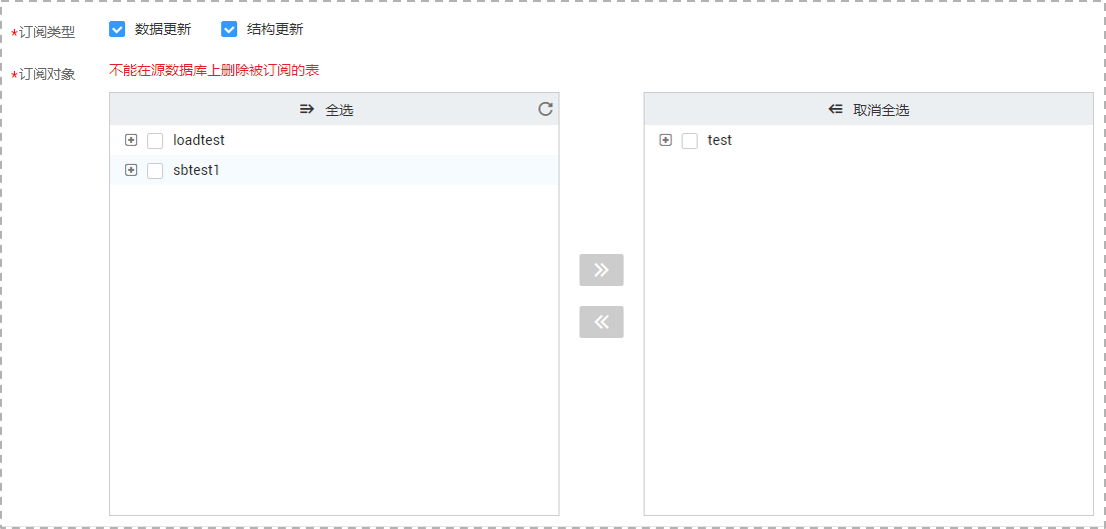 *订阅类型 数据更新 结构更新
*订阅对象 不能在源数据库上删除被订阅的表
全选 取消全选
loadtest test
sbtest1